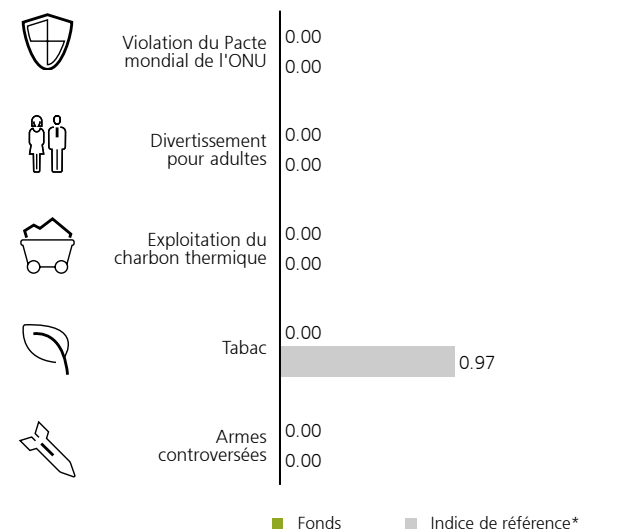 Violation du Pacte
mondial de l'ONU
0.00
0.00
Divertissement
pour adultes
0.00
0.00
Exploitation du
charbon thermique
0.00
0.00
Tabac
0.00
0.97
Armes
controversées
0.00
0.00
Fonds
Indice de référence*